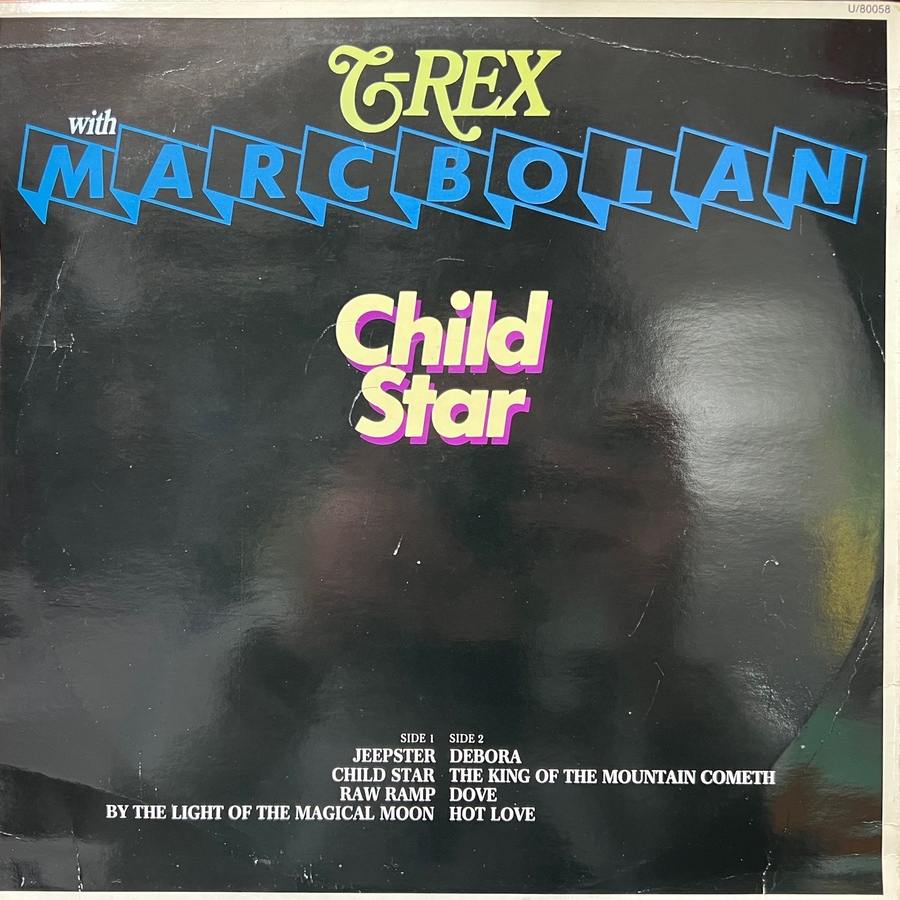 U/80058
T-REX
with
MARC BOLAN
Child
Star
SIDE 1 SIDE 2
JEEPSTER DEBORA
CHILD STAR THE KING OF THE MOUNTAIN COMETH
RAW RAMP DOVE
BY THE LIGHT OF THE MAGICAL MOON HOT LOVE